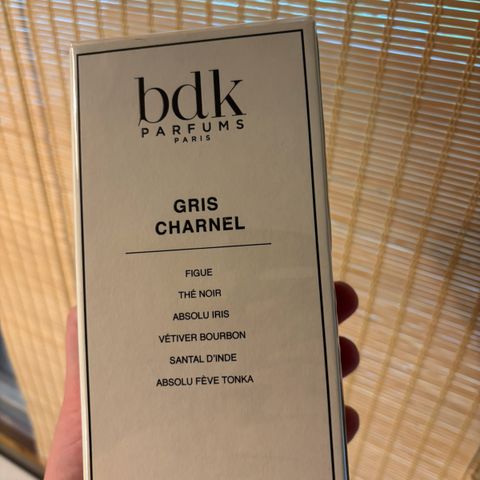 bdk
PARFUMS
PARIS
GRIS
CHARNEL
FIGUE
THÉ NOIR
ABSOLU IRIS
VÉTIVER BOURBON
SANTAL D'INDE
ABSOLU FÈVE TONKA